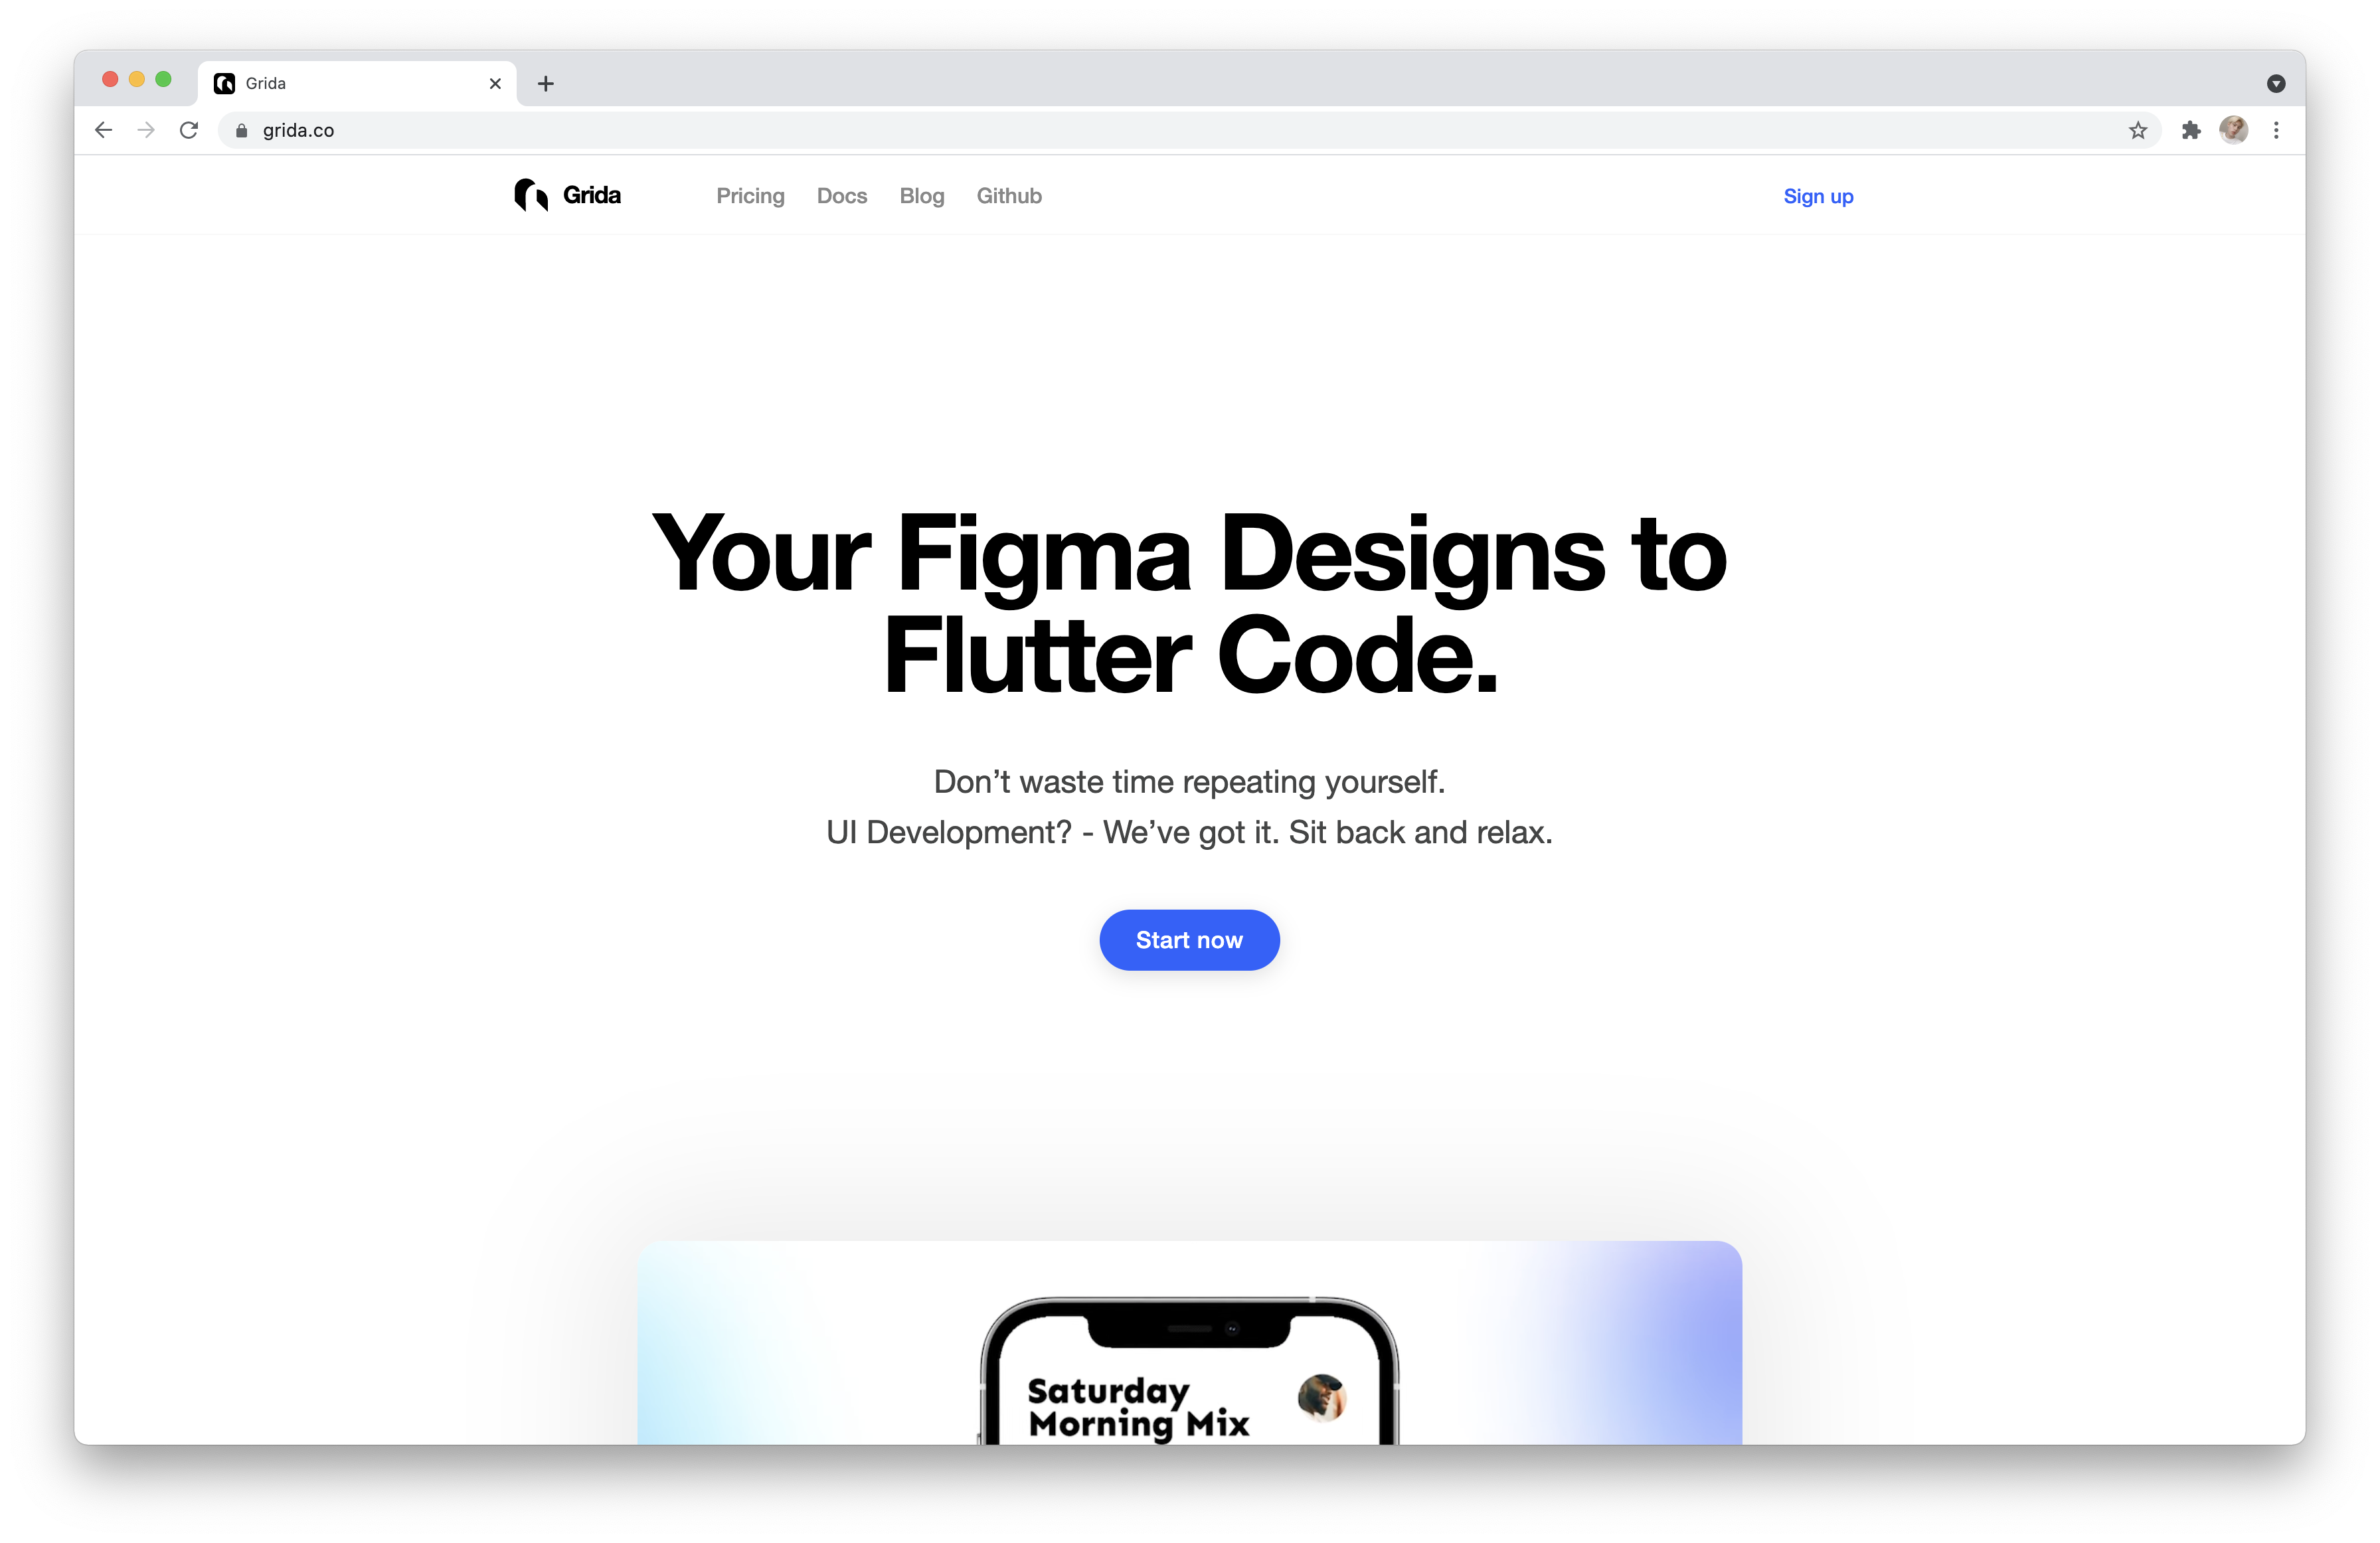 Grida
grida.co
Grida Pricing Docs Blog Github Sign up
Your Figma Designs to
Flutter Code.
Don’t waste time repeating yourself.
UI Development? - We’ve got it. Sit back and relax.
Start now
Saturday
Morning Mix